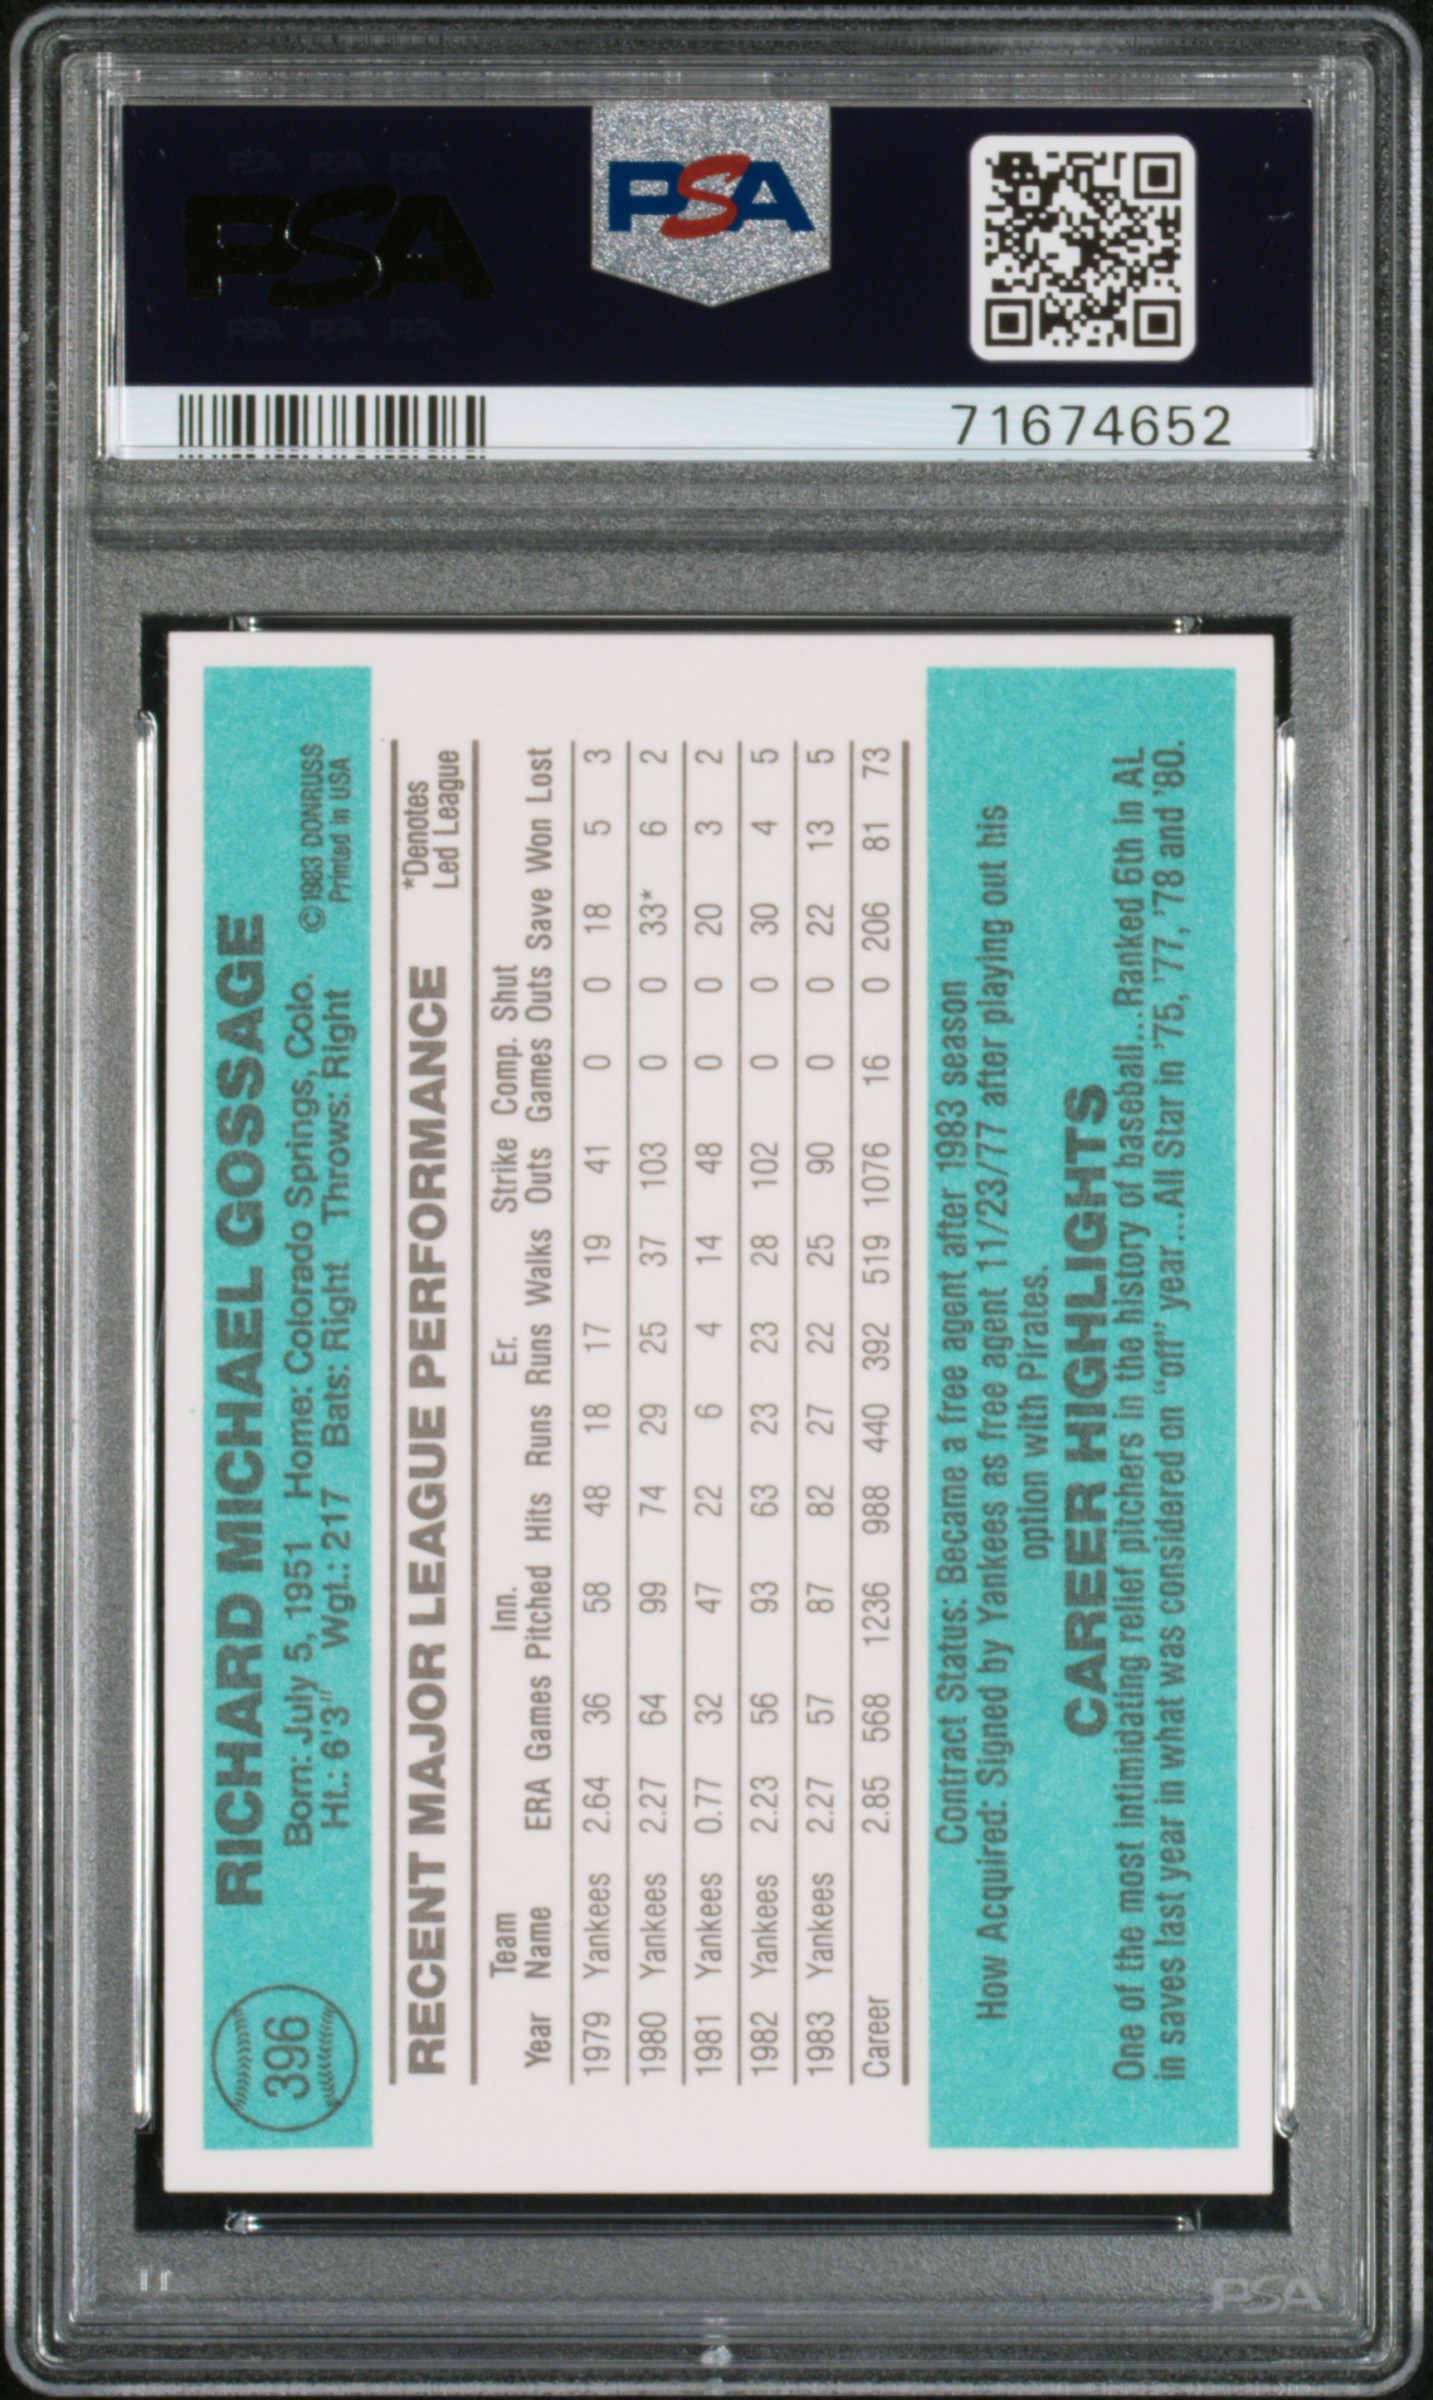 PSA PSA PSA
PSA
PSA PSA PSA
PSA
71674652
396
RICHARD MICHAEL GOSSAGE
Born: July 5, 1951 Home: Colorado Springs, Colo. ©1983 DONRUSS
Ht.: 6'3" Wgt.: 217 Bats: Right Throws: Right Printed in USA
RECENT MAJOR LEAGUE PERFORMANCE *Denotes
Led League
Team Inn. Er. Strike Comp. Shut
Year Name ERA Games Pitched Hits Runs Runs Walks Outs Games Outs Save Won Lost
1979 Yankees 2.64 36 58 48 18 17 19 41 0 0 18 5 3
1980 Yankees 2.27 64 99 74 29 25 37 103 0 0 33* 6 2
1981 Yankees 0.77 32 47 22 6 4 14 48 0 0 20 3 2
1982 Yankees 2.23 56 93 63 23 23 28 102 0 0 30 4 5
1983 Yankees 2.27 57 87 82 27 22 25 90 0 0 22 13 5
Career 2.85 568 1236 988 440 392 519 1076 16 0 206 81 73
Contract Status: Became a free agent after 1983 season
How Acquired: Signed by Yankees as free agent 11/23/77 after playing out his
option with Pirates.
CAREER HIGHLIGHTS
One of the most intimidating relief pitchers in the history of baseball...Ranked 6th in AL
in saves last year in what was considered on "off" year...All Star in '75, '77, '78 and '80.
PSA